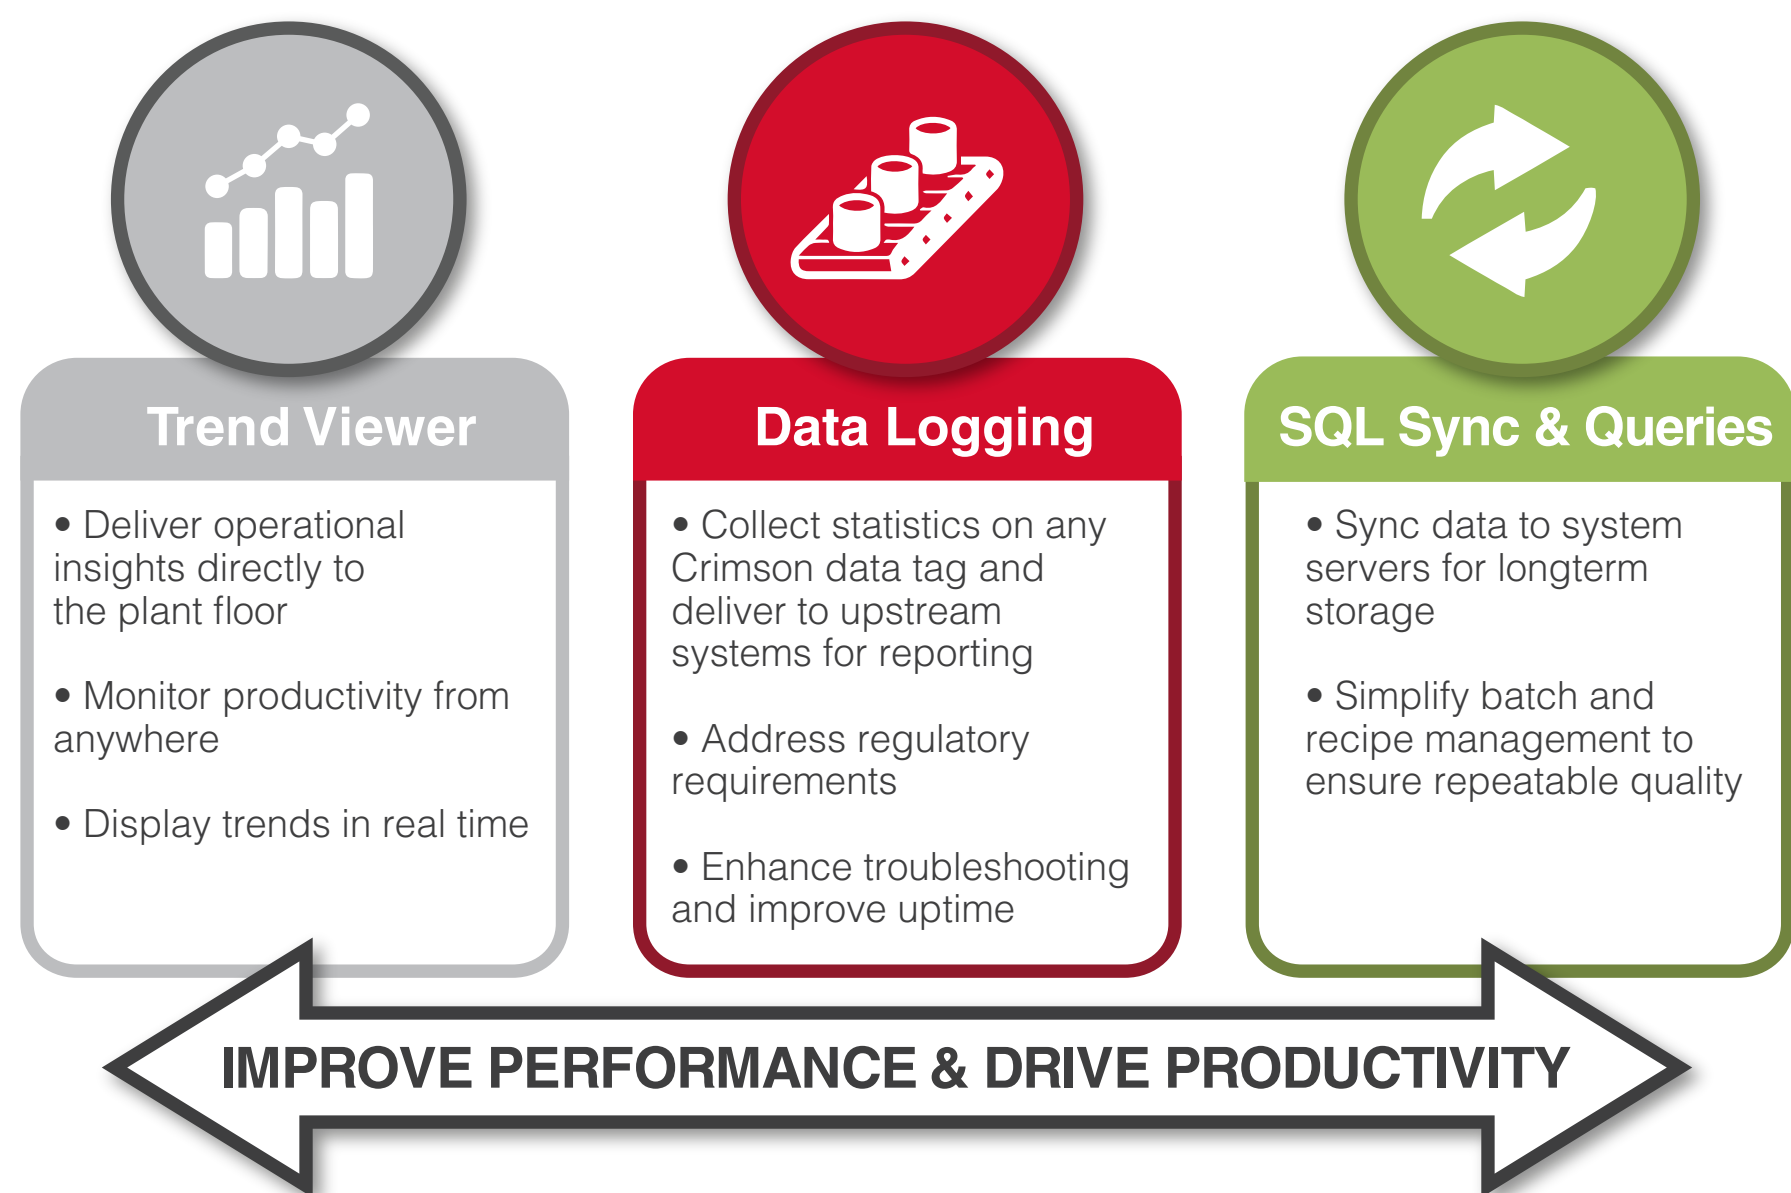 Trend Viewer
• Deliver operational
insights directly to
the plant floor
• Monitor productivity from
anywhere
• Display trends in real time
Data Logging
• Collect statistics on any
Crimson data tag and
deliver to upstream
systems for reporting
• Address regulatory
requirements
• Enhance troubleshooting
and improve uptime
SQL Sync & Queries
• Sync data to system
servers for longterm
storage
• Simplify batch and
recipe management to
ensure repeatable quality
IMPROVE PERFORMANCE & DRIVE PRODUCTIVITY